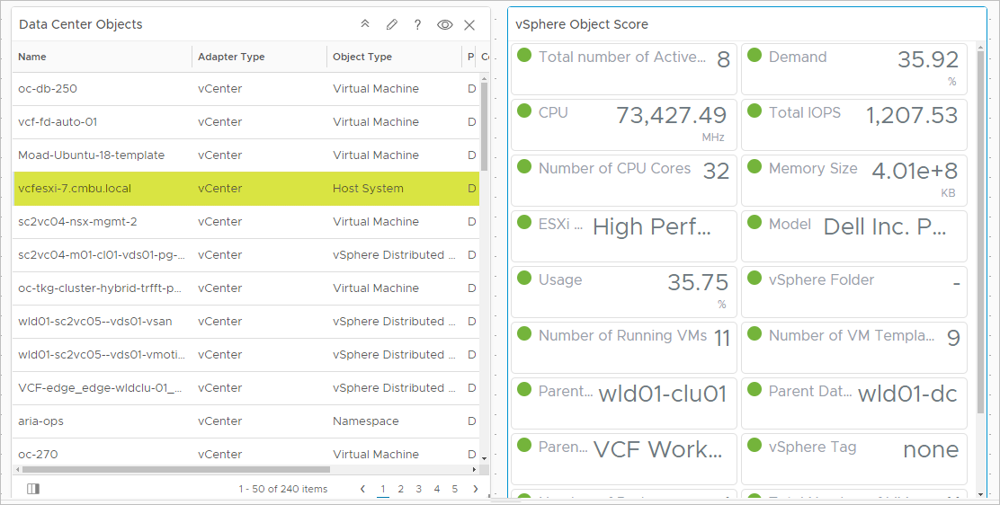 Data Center Objects
?
Name Adapter Type Object Type P
oc-db-250 vCenter Virtual Machine D
vcf-fd-auto-01 vCenter Virtual Machine D
Moad-Ubuntu-18-template vCenter Virtual Machine D
vcfesxi-7.cmbu.local vCenter Host System D
sc2vc04-nsx-mgmt-2 vCenter Virtual Machine D
sc2vc04-m01-cl01-vds01-pg-... vCenter vSphere Distributed ... D
oc-tkg-cluster-hybrid-trfft-p... vCenter Virtual Machine D
wld01-sc2vc05--vds01-vsan vCenter vSphere Distributed ... D
wld01-sc2vc05--vds01-vmoti... vCenter vSphere Distributed ... D
VCF-edge_edge-wldclu-01_... vCenter vSphere Distributed ... D
aria-ops vCenter Namespace D
oc-270 vCenter Virtual Machine D
1 - 50 of 240 items 1 2 3 4 5
vSphere Object Score
Total number of Active... 8
Demand 35.92
%
CPU 73,427.49
MHz
Total IOPS 1,207.53
Number of CPU Cores 32
Memory Size 4.01e+8
KB
ESXi ... High Perf...
Model Dell Inc. P...
Usage 35.75
%
vSphere Folder -
Number of Running VMs 11
Number of VM Templa... 9
Parent... wld01-clu01
Parent Dat... wld01-dc
Paren... VCF Work...
vSphere Tag none